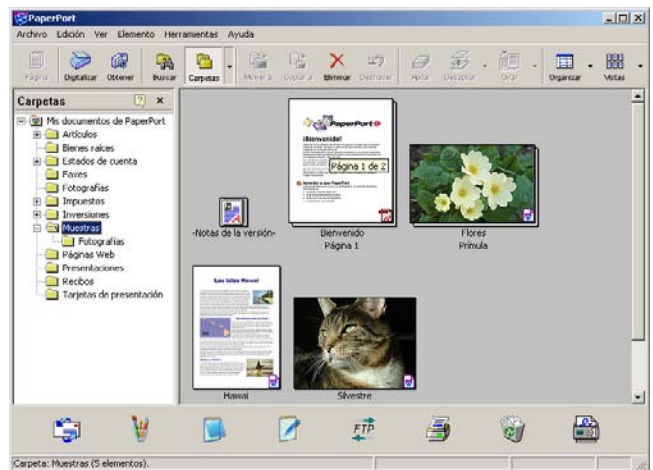 PaperPort
Archivo Edición Ver Elemento Herramientas Ayuda
Página Digitalizar Obtener Buscar Carpetas Mover a Copiar a Eliminar Deshacer Apilar Desapilar Girar Organizar Vistas
Carpetas
Mis documentos de PaperPort
Artículos
Bienes raíces
Estados de cuenta
Faxes
Fotografías
Impuestos
Inversiones
Muestras
Fotografías
Páginas Web
Presentaciones
Recibos
Tarjetas de presentación
PaperPort
¡Bienvenido!
Página 1 de 2
-Notas de la versión-
Bienvenido
Página 1
Flores
Prímula
Las Islas Hawai
Hawai
Silvestre
FTP
Carpeta: Muestras (5 elementos).